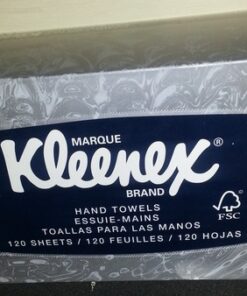 MARQUE
Kleenex®
BRAND
HAND TOWELS
ESSUIE-MAINS
TOALLAS PARA LAS MANOS
120 SHEETS / 120 FEUILLES / 120 HOJAS
FSC